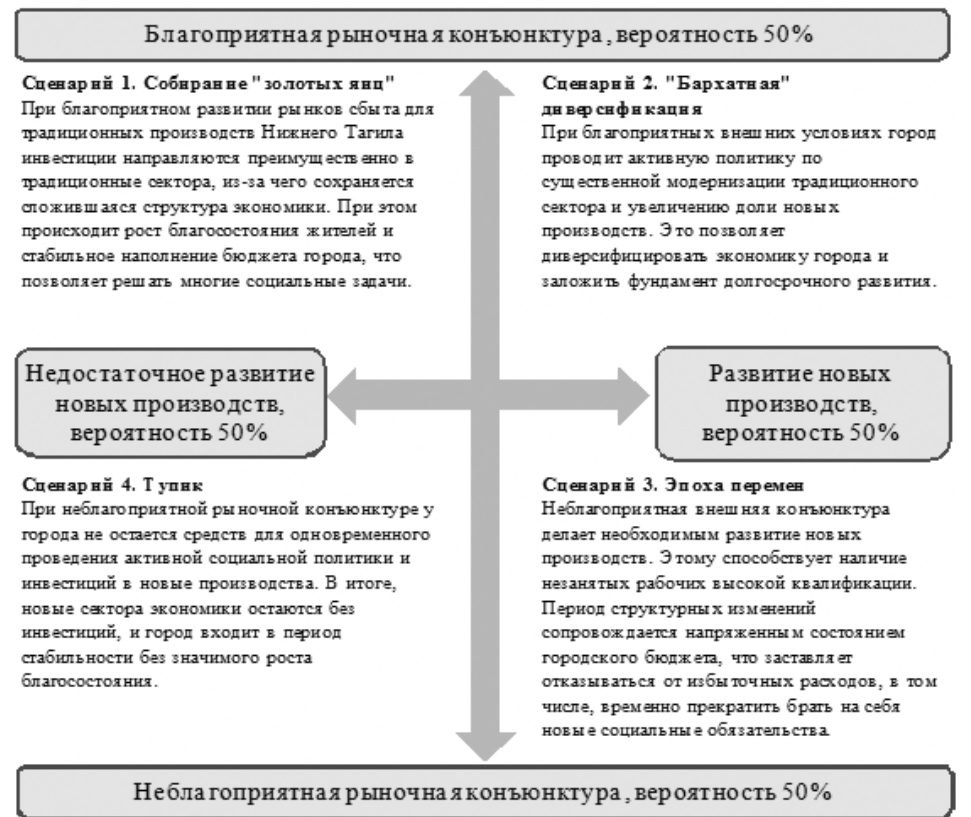 Благоприятная рыночная конъюнктура, вероятность 50%
Сценарий 1. Собирание "золотых яиц"
При благоприятном развитии рынков сбыта для
традиционных производств Нижнего Тагила
инвестиции направляются преимущественно в
традиционные сектора, из-за чего сохраняется
сложившаяся структура экономики. При этом
происходит рост благосостояния жителей и
стабильное наполнение бюджета города, что
позволяет решать многие социальные задачи.
Сценарий 2. "Бархатная"
диверсификация
При благоприятных внешних условиях город
проводит активную политику по
существенной модернизации традиционного
сектора и увеличению доли новых
производств. Это позволяет
диверсифицировать экономику города и
заложить фундамент долгосрочного развития.
Недостаточное развитие
новых производств,
вероятность 50%
Развитие новых
производств,
вероятность 50%
Сценарий 4. Тупик
При неблагоприятной рыночной конъюнктуре у
города не остается средств для одновременного
проведения активной социальной политики и
инвестиций в новые производства. В итоге,
новые сектора экономики остаются без
инвестиций, и город входит в период
стабильности без значимого роста
благосостояния.
Сценарий 3. Эпоха перемен
Неблагоприятная внешняя конъюнктура
делает необходимым развитие новых
производств. Этому способствует наличие
незанятых рабочих высокой квалификации.
Период структурных изменений
сопровождается напряженным состоянием
городского бюджета, что заставляет
отказываться от избыточных расходов, в том
числе, временно прекратить брать на себя
новые социальные обязательства.
Неблагоприятная рыночная конъюнктура, вероятность 50%